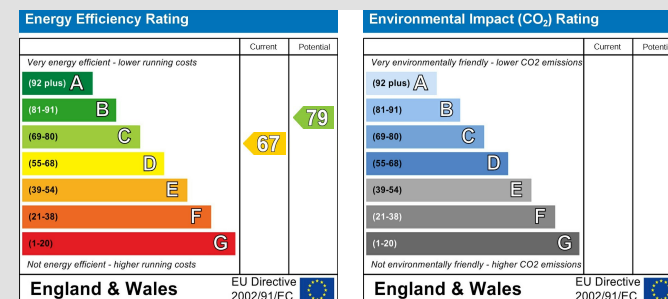 Energy Efficiency Rating
Current Potential
Very energy efficient - lower running costs
(92 plus) A
(81-91) B
79
(69-80) C
67
(55-68) D
(39-54) E
(21-38) F
(1-20) G
Not energy efficient - higher running costs
England & Wales
EU Directive
2002/91/EC
Environmental Impact (CO₂) Rating
Current Potenti
Very environmentally friendly - lower CO2 emissions
(92 plus) A
(81-91) B
(69-80) C
(55-68) D
(39-54) E
(21-38) F
(1-20) G
Not environmentally friendly - higher CO2 emissions
England & Wales
EU Directive
2002/91/EC